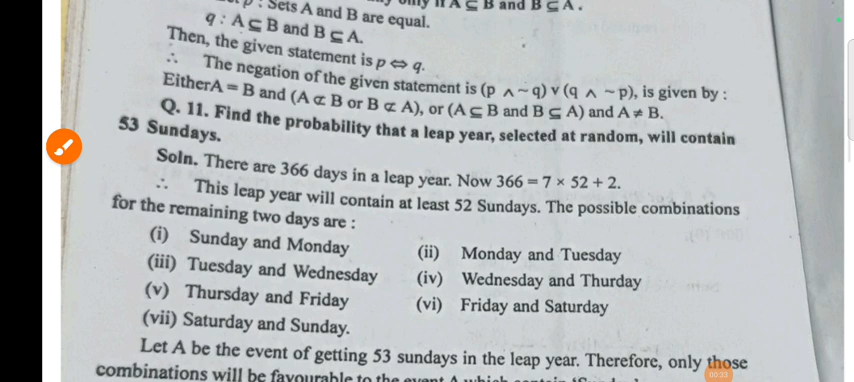 : Sets A and B are equal.
only if A ⊆ B and B ⊆ A.
q : A ⊆ B and B ⊆ A.
Then, the given statement is p ⇔ q.
∴ The negation of the given statement is (p ∧ ~ q) v (q ∧ ~ p), is given by :
EitherA = B and (A ⊄ B or B ⊄ A), or (A ⊆ B and B ⊆ A) and A ≠ B.
Q. 11. Find the probability that a leap year, selected at random, will contain
53 Sundays.
Soln. There are 366 days in a leap year. Now 366 = 7 × 52 + 2.
∴ This leap year will contain at least 52 Sundays. The possible combinations
for the remaining two days are :
(i) Sunday and Monday (ii) Monday and Tuesday
(iii) Tuesday and Wednesday (iv) Wednesday and Thurday
(v) Thursday and Friday (vi) Friday and Saturday
(vii) Saturday and Sunday.
Let A be the event of getting 53 sundays in the leap year. Therefore, only those
combinations will be favourable to the event A which contain
00:33